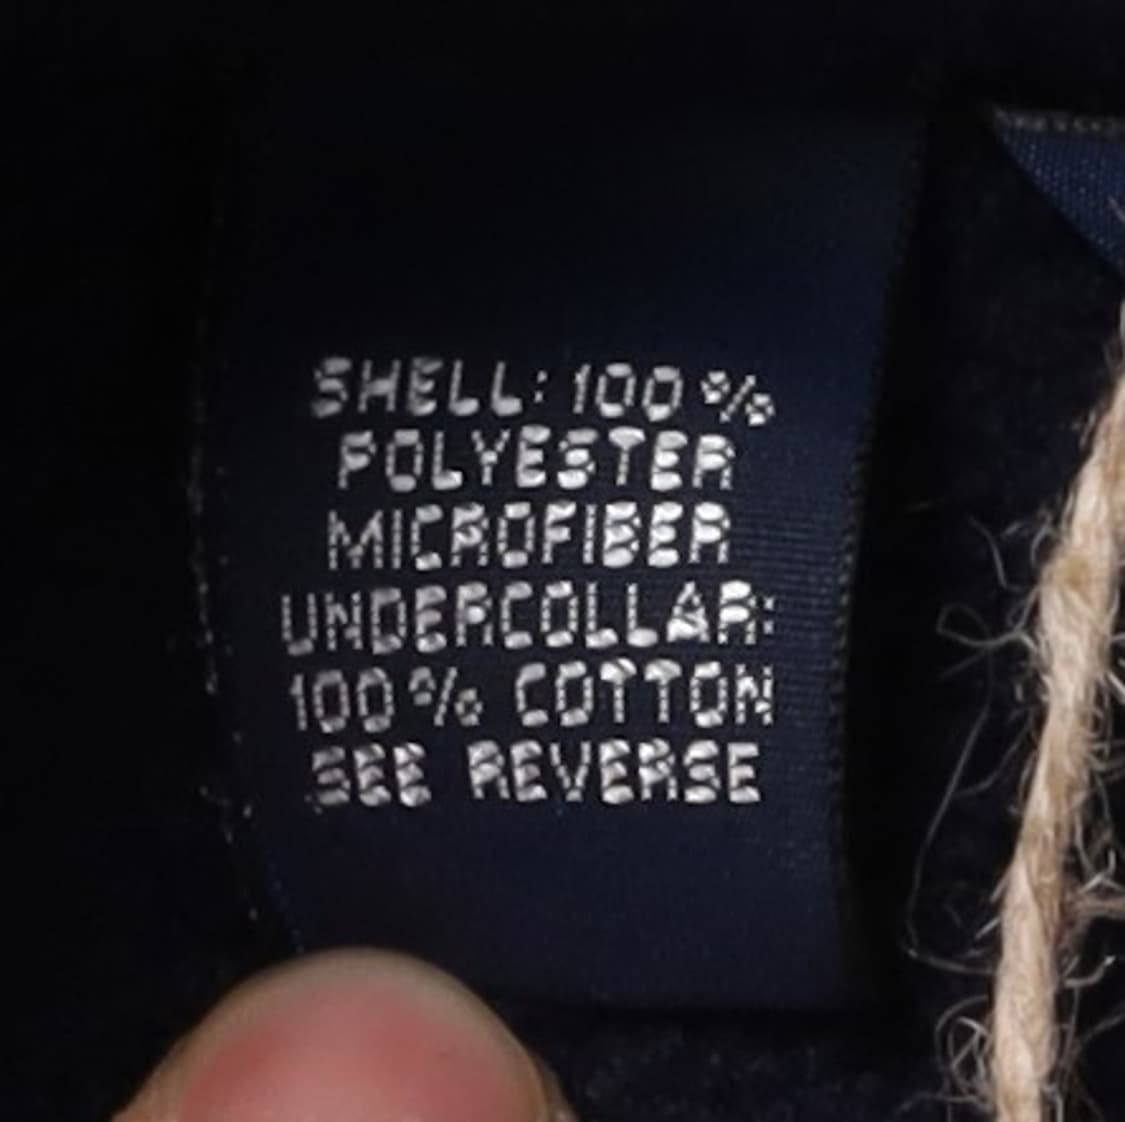 SHELL: 100%
POLYESTER
MICROFIBER
UNDERCOLLAR:
100% COTTON
SEE REVERSE